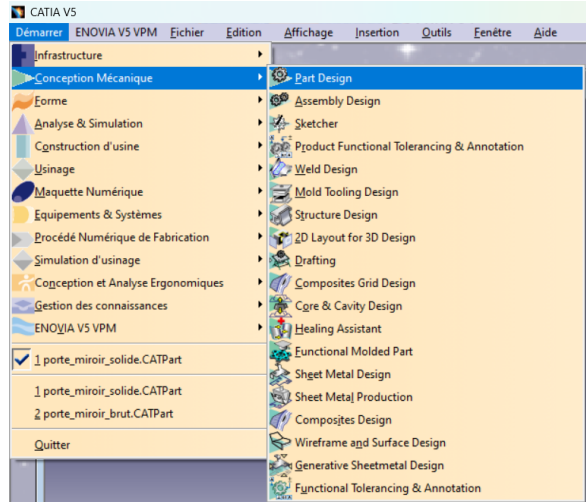 CATIA V5
Démarrer ENOVIA V5 VPM Fichier Edition Affichage Insertion Outils Fenêtre Aide
Infrastructure
Conception Mécanique
Forme
Analyse & Simulation
Construction d'usine
Usinage
Maquette Numérique
Equipements & Systèmes
Procédé Numérique de Fabrication
Simulation d'usinage
Conception et Analyse Ergonomiques
Gestion des connaissances
ENOVIA V5 VPM
1 porte_miroir_solide.CATPart
1 porte_miroir_solide.CATPart
2 porte_miroir_brut.CATPart
Quitter
Part Design
Assembly Design
Sketcher
Product Functional Tolerancing & Annotation
Weld Design
Mold Tooling Design
Structure Design
2D Layout for 3D Design
Drafting
Composites Grid Design
Core & Cavity Design
Healing Assistant
Functional Molded Part
Sheet Metal Design
Sheet Metal Production
Composites Design
Wireframe and Surface Design
Generative Sheetmetal Design
Functional Tolerancing & Annotation